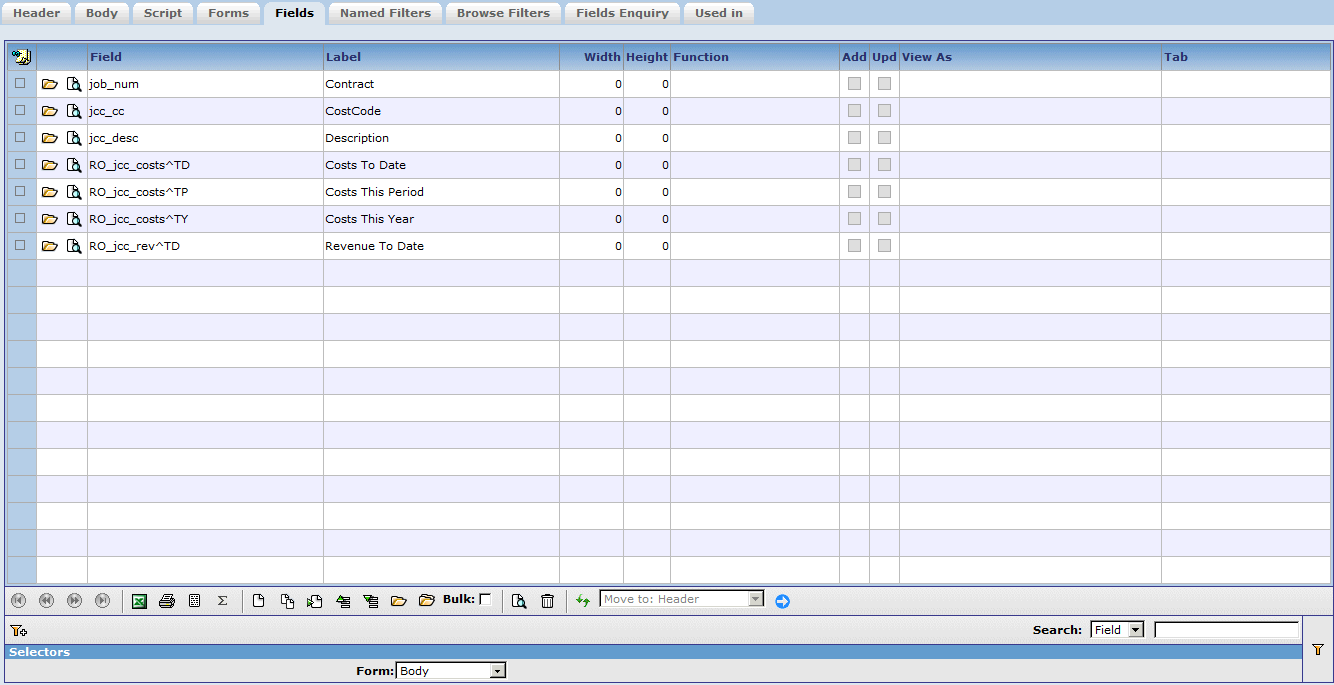 Header Body Script Forms Fields Named Filters Browse Filters Fields Enquiry Used in
Field Label Width Height Function Add Upd View As Tab
job_num Contract 0 0
jcc_cc CostCode 0 0
jcc_desc Description 0 0
RO_jcc_costs^TD Costs To Date 0 0
RO_jcc_costs^TP Costs This Period 0 0
RO_jcc_costs^TY Costs This Year 0 0
RO_jcc_rev^TD Revenue To Date 0 0
Σ Bulk: Move to: Header
Search: Field
Selectors
Form: Body